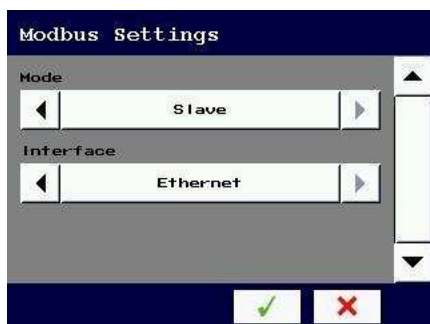 Modbus Settings
Mode
Slave
Interface
Ethernet